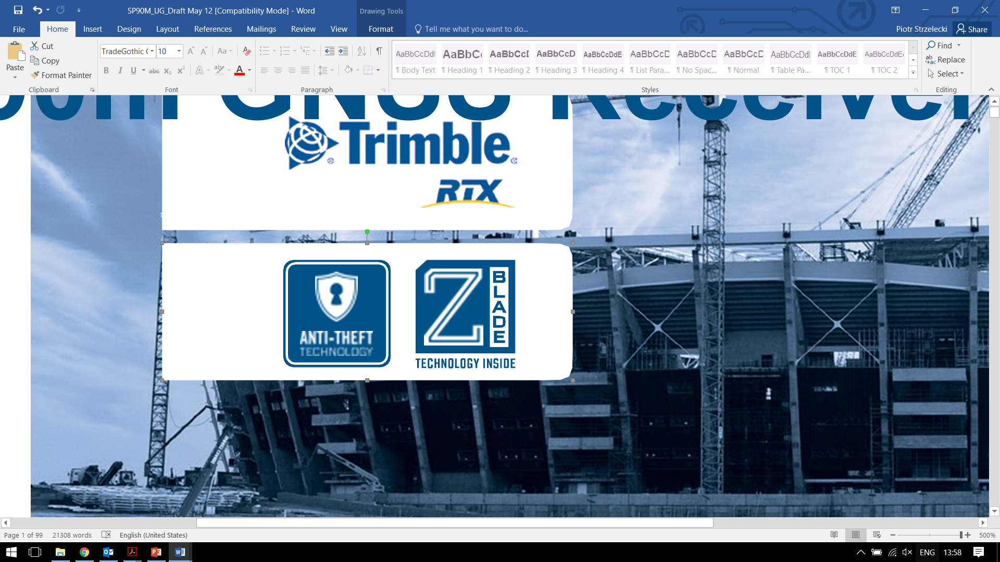 SP90M_UG_Draft May 12 [Compatibility Mode] - Word
Drawing Tools
File
Home
Insert
Design
Layout
References
Mailings
Review
View
Format
Tell me what you want to do...
Piotr Strzelecki
Share
Paste
Cut
Copy
Format Painter
Clipboard
TradeGothic
10
Font
Paragraph
AaBbCcDdI
¶ Body Text
AaBbC
¶ Heading 1
AaBbCcI
¶ Heading 2
AaBbCcD
¶ Heading 3
AaBbCcDdE
¶ Heading 4
AaBbCcD
¶ List Para...
AaBbCcD
¶ No Spac...
AaBbCcD
¶ Normal
AaBbCcDdI
¶ Table Pa...
AaBbCcDdE
¶ TOC 1
AaBbCcDdE
¶ TOC 2
Styles
Find
Replace
Select
Editing
GNSS Receiver
Trimble
RTX
ANTI-THEFT
TECHNOLOGY
Z
BLADE
TECHNOLOGY INSIDE
Page 1 of 99
21308 words
English (United States)
500%
ENG
13:58